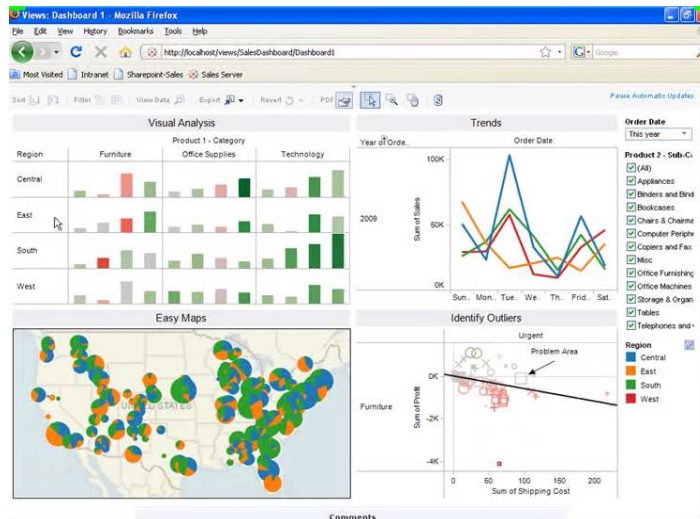 Views: Dashboard 1 - Mozilla Firefox
File Edit View History Bookmarks Tools Help
http://localhost/views/SalesDashboard/Dashboard1
Google
Most Visited Intranet Sharepoint-Sales Sales Server
Sort Filter View Data Export Revert PDF
Pause Automatic Updates
Visual Analysis
Product 1 - Category
Region Furniture Office Supplies Technology
Central
East
South
West
Trends
Year of Orde.. Order Date
Sum of Sales
100K
50K
0K
2009
Sun.. Mon.. Tue.. We... Th.. Frid.. Sat..
Order Date
This year
Product 2 - Sub-C
(All)
Appliances
Binders and Bind
Bookcases
Chairs & Chairme
Computer Periphe
Copiers and Fax
Misc
Office Furnishing
Office Machines
Storage & Organ
Tables
Telephones and
Region
Central
East
South
West
Easy Maps
UNITED STATES
Identify Outliers
Urgent
Problem Area
Furniture
Sum of Profit
0K
-2K
-4K
0 50 100 150 200
Sum of Shipping Cost
Comments